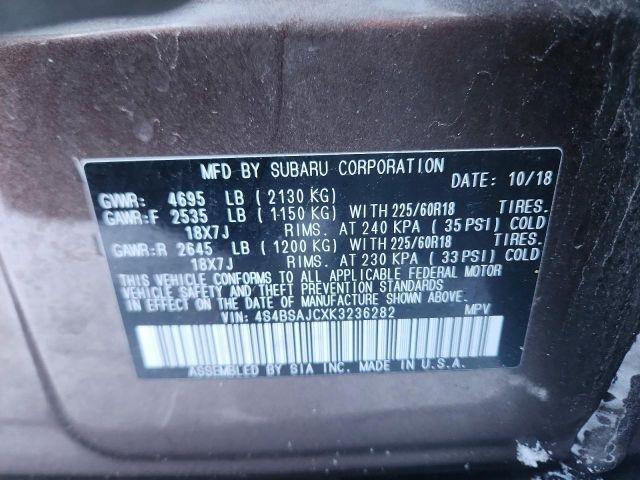 MFD BY SUBARU CORPORATION
DATE: 10/18
GVWR: 4695 LB ( 2130 KG)
GAWR:F 2535 LB ( 1150 KG) WITH 225/60R18 TIRES.
18X7J RIMS. AT 240 KPA ( 35 PSI) COLD
GAWR:R 2645 LB ( 1200 KG) WITH 225/60R18 TIRES.
18X7J RIMS. AT 230 KPA ( 33 PSI) COLD
THIS VEHICLE CONFORMS TO ALL APPLICABLE FEDERAL MOTOR
VEHICLE SAFETY AND THEFT PREVENTION STANDARDS
IN EFFECT ON THE DATE OF MANUFACTURE SHOWN ABOVE.
VIN: 4S4BSAJCXK3236282 MPV
ASSEMBLED BY SIA INC. MADE IN U.S.A.